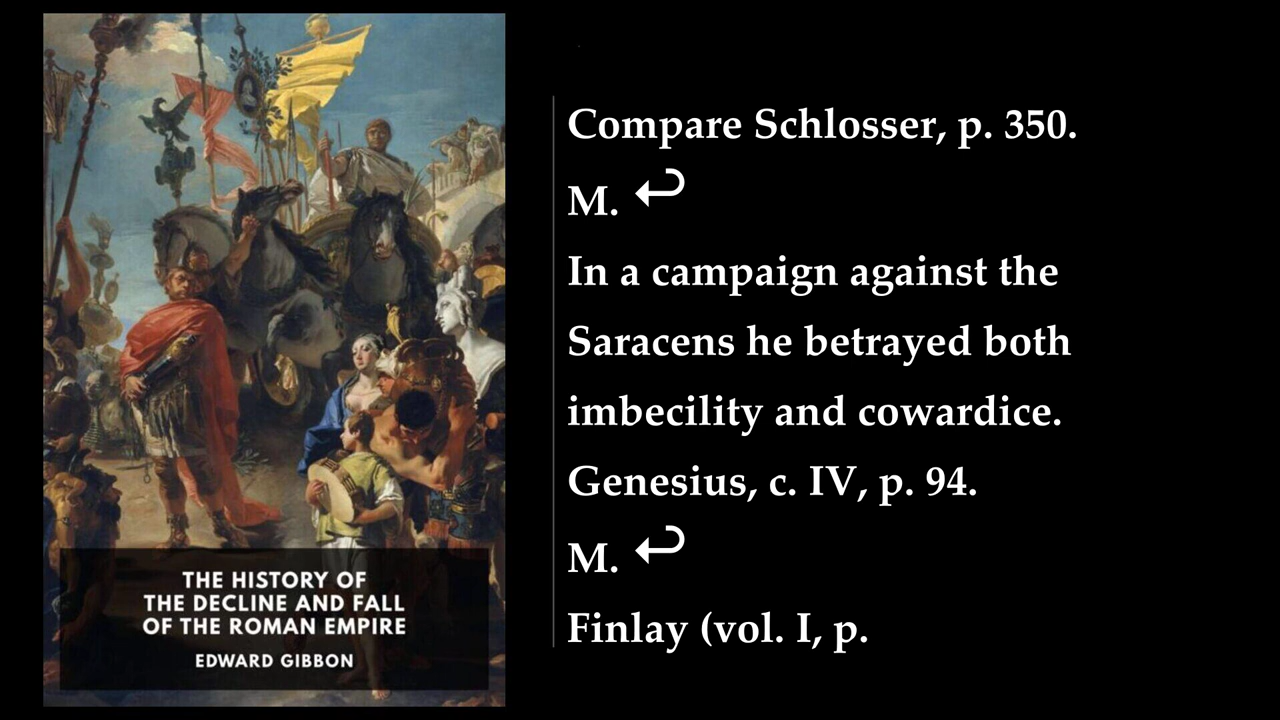 THE HISTORY OF
THE DECLINE AND FALL
OF THE ROMAN EMPIRE
EDWARD GIBBON
Compare Schlosser, p. 350.
M. ↩
In a campaign against the
Saracens he betrayed both
imbecility and cowardice.
Genesius, c. IV, p. 94.
M. ↩
Finlay (vol. I, p.